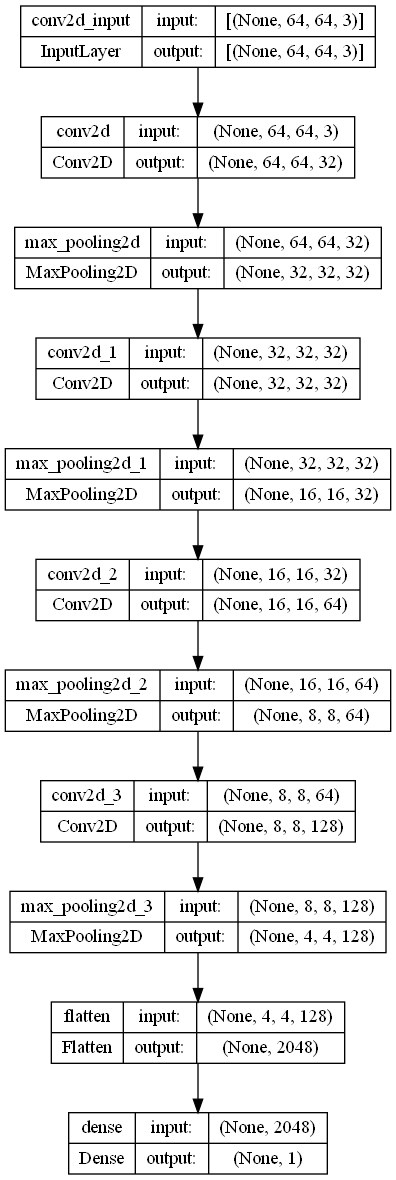 conv2d_input input: [(None, 64, 64, 3)]
InputLayer output: [(None, 64, 64, 3)]
conv2d input: (None, 64, 64, 3)
Conv2D output: (None, 64, 64, 32)
max_pooling2d input: (None, 64, 64, 32)
MaxPooling2D output: (None, 32, 32, 32)
conv2d_1 input: (None, 32, 32, 32)
Conv2D output: (None, 32, 32, 32)
max_pooling2d_1 input: (None, 32, 32, 32)
MaxPooling2D output: (None, 16, 16, 32)
conv2d_2 input: (None, 16, 16, 32)
Conv2D output: (None, 16, 16, 64)
max_pooling2d_2 input: (None, 16, 16, 64)
MaxPooling2D output: (None, 8, 8, 64)
conv2d_3 input: (None, 8, 8, 64)
Conv2D output: (None, 8, 8, 128)
max_pooling2d_3 input: (None, 8, 8, 128)
MaxPooling2D output: (None, 4, 4, 128)
flatten input: (None, 4, 4, 128)
Flatten output: (None, 2048)
dense input: (None, 2048)
Dense output: (None, 1)